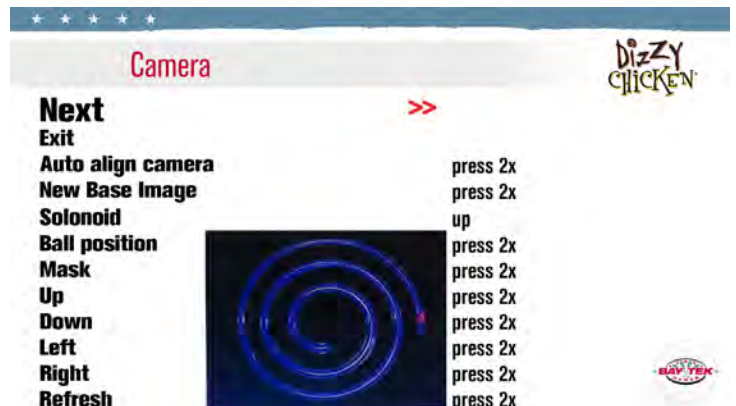 Camera
DizzY
CHICKEN
Next >>
Exit
Auto align camera press 2x
New Base Image press 2x
Solonoid up
Ball position press 2x
Mask press 2x
Up press 2x
Down press 2x
Left press 2x
Right press 2x
BAY TEK
Refresh press 2x